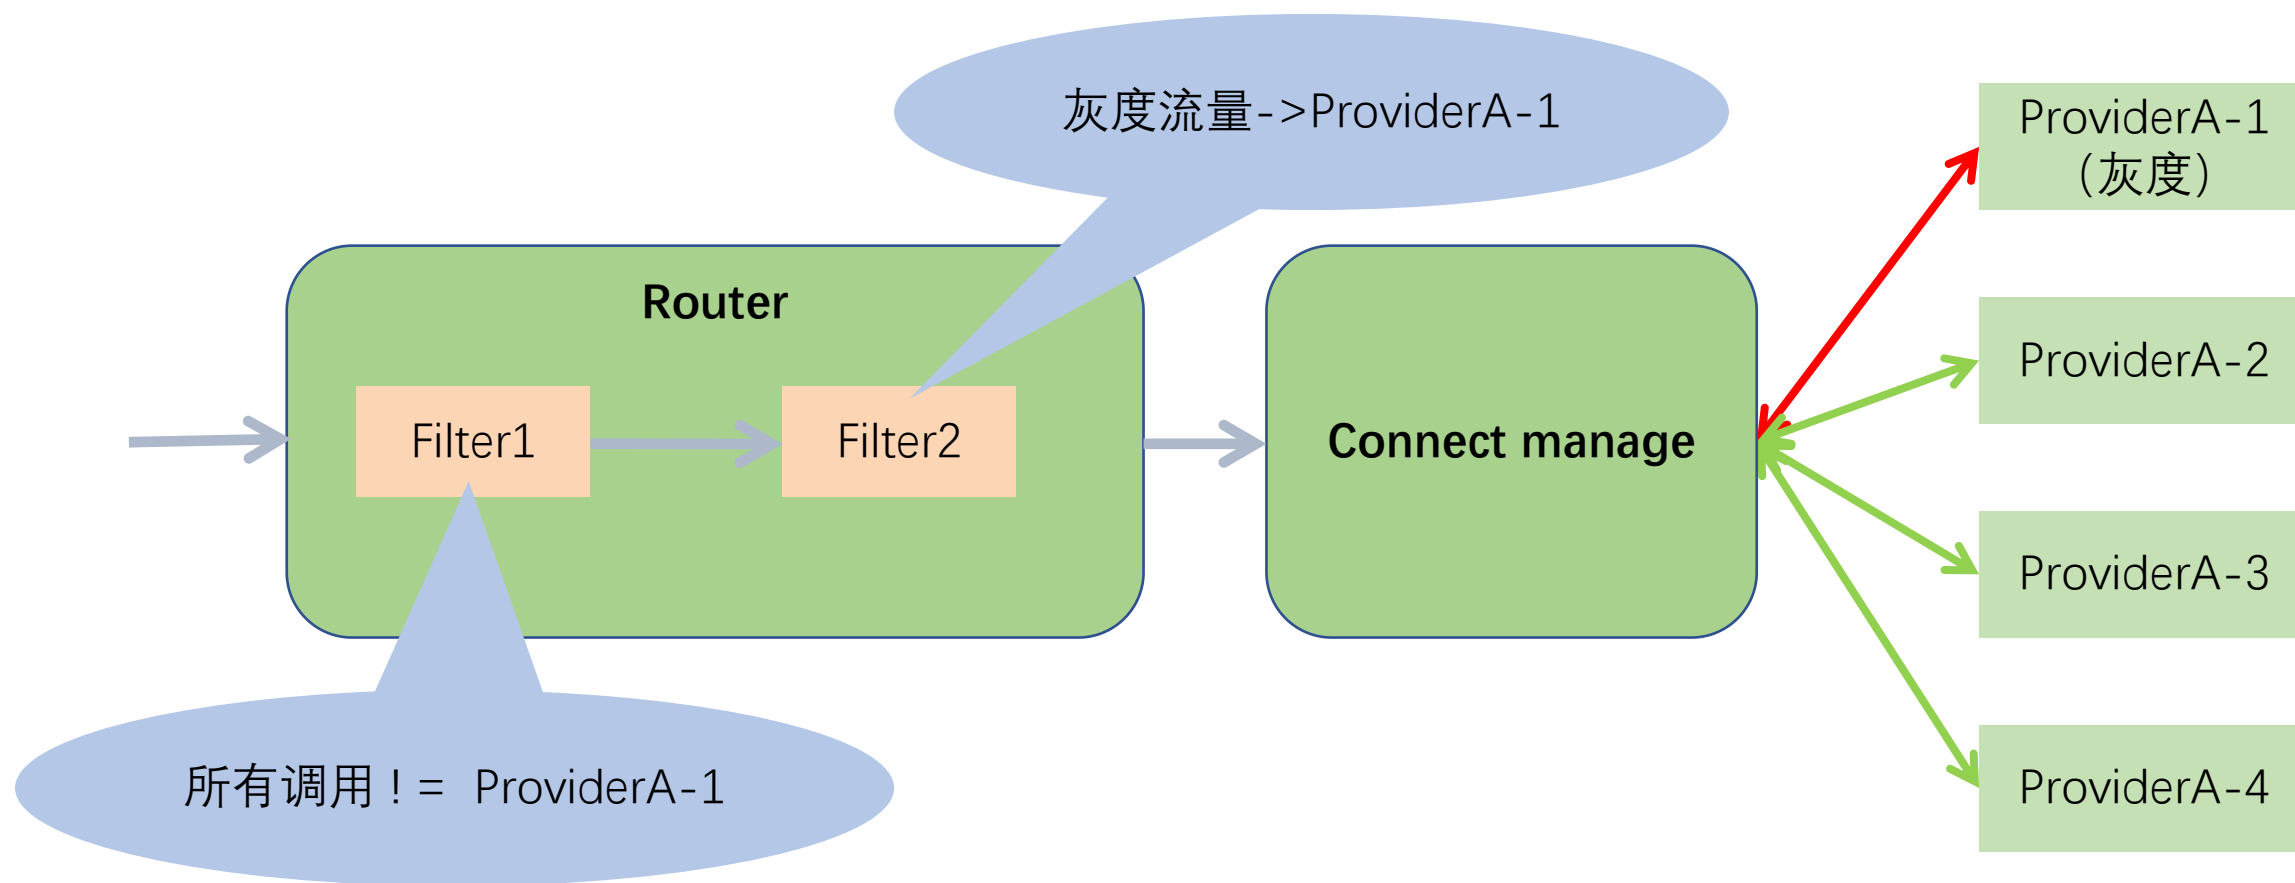 灰度流量->ProviderA-1
ProviderA-1
（灰度）
Router
ProviderA-2
Filter1
Filter2
Connect manage
ProviderA-3
所有调用！= ProviderA-1
ProviderA-4